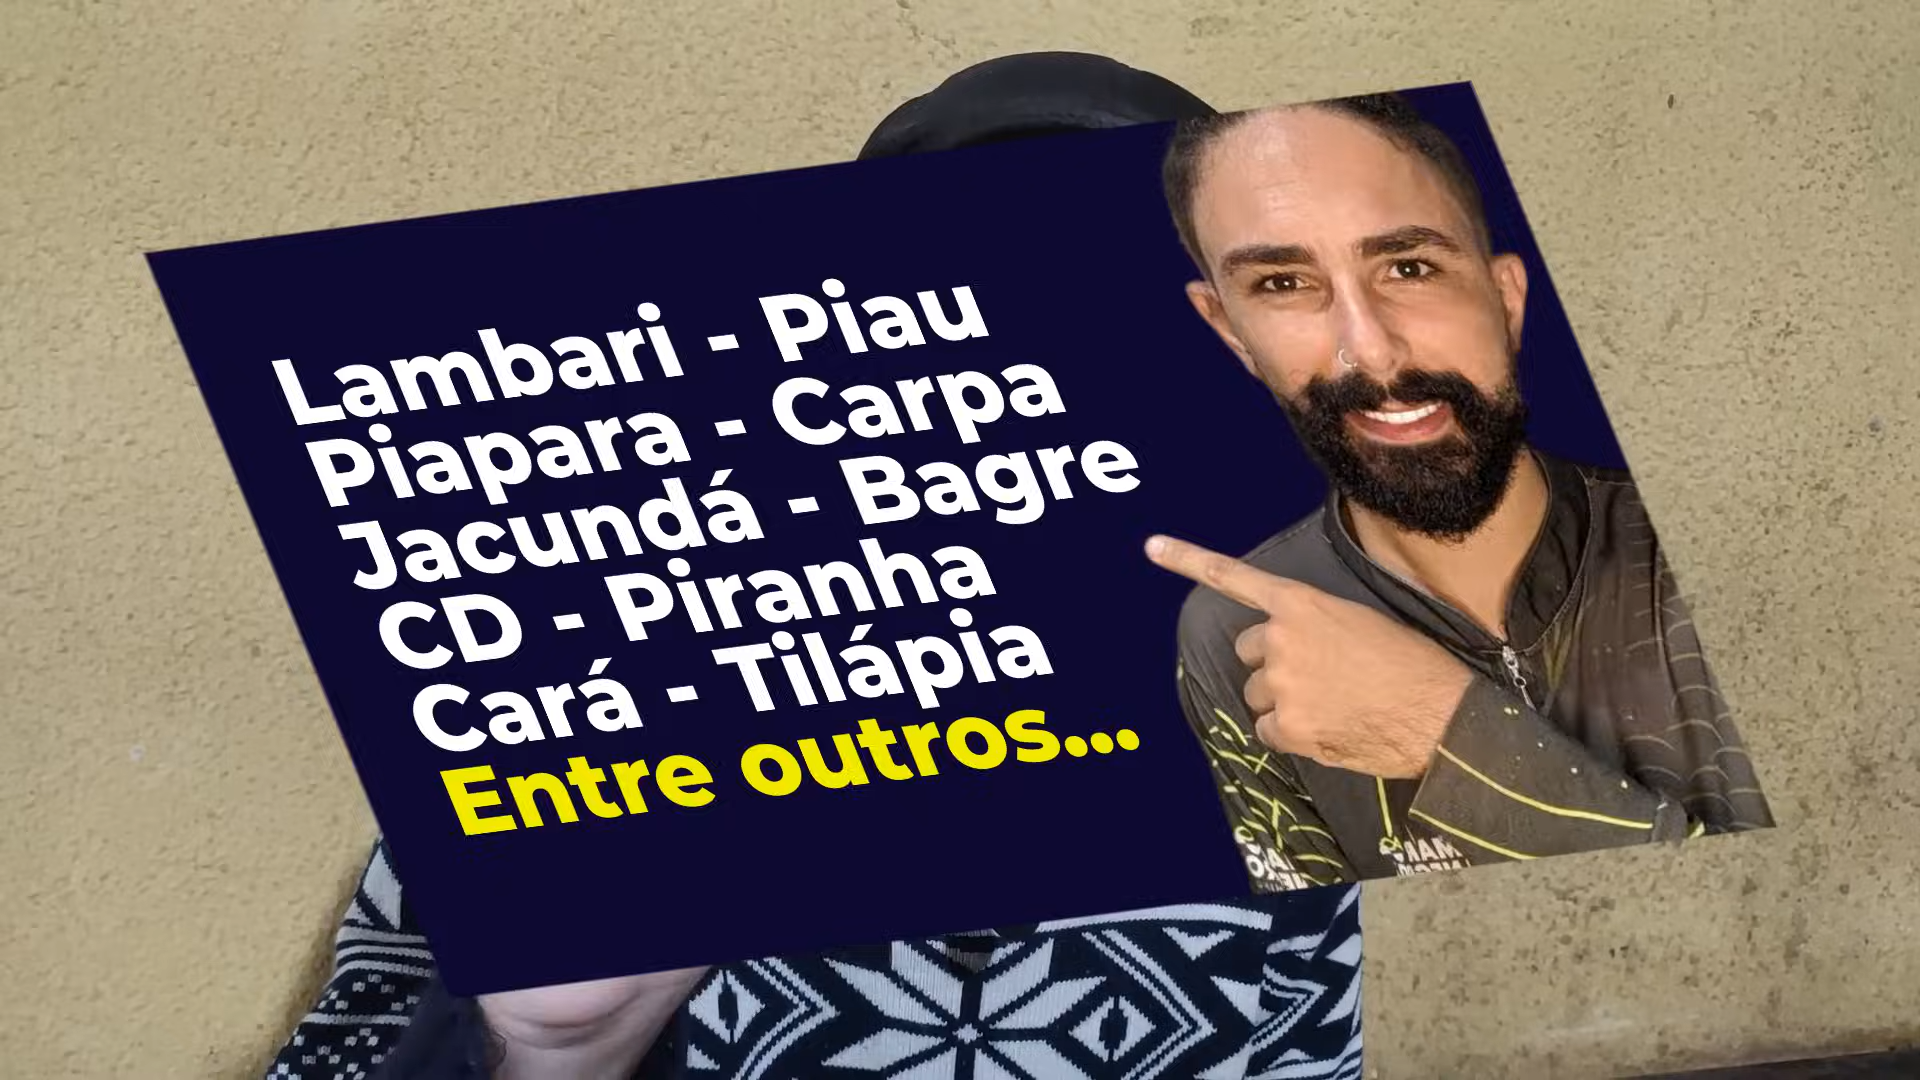 Lambari - Piau
Piapara - Carpa
Jacundá - Bagre
CD - Piranha
Cará - Tilápia
Entre outros...